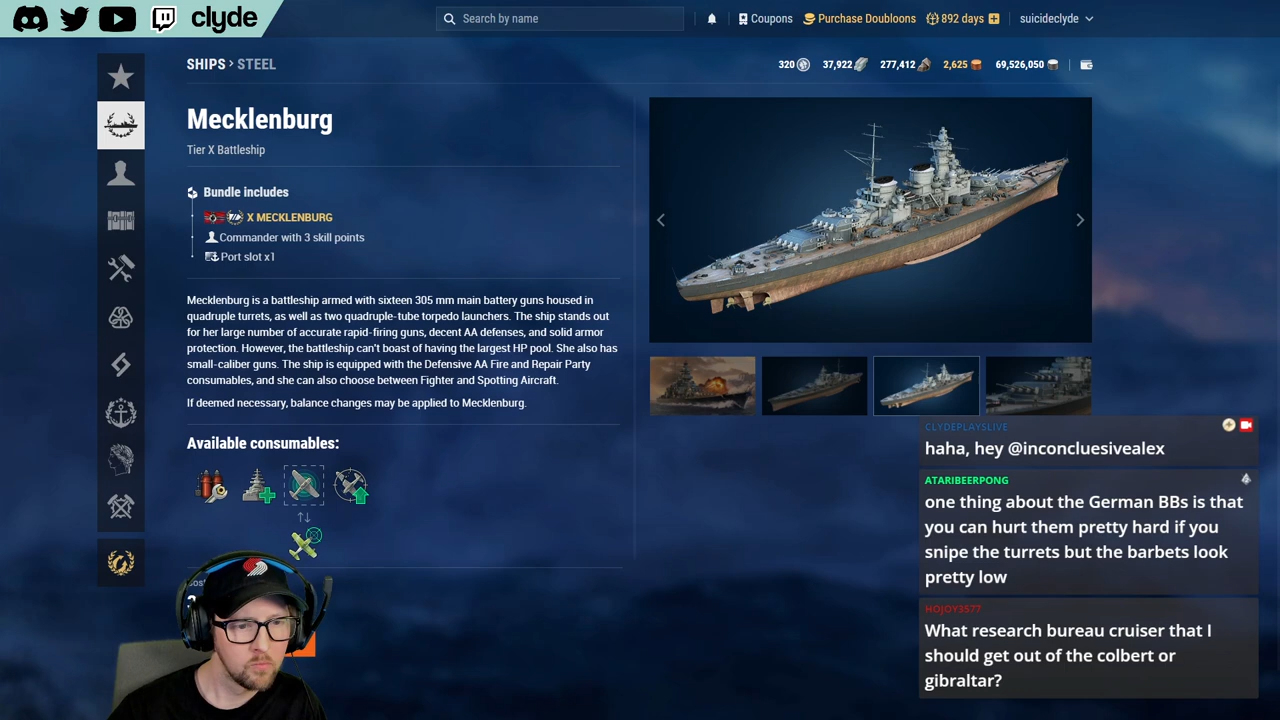 clyde
Search by name
Coupons
Purchase Doubloons
892 days
suicideclyde
SHIPS > STEEL
320
37,922
277,412
2,625
69,526,050
Mecklenburg
Tier X Battleship
Bundle includes
X MECKLENBURG
Commander with 3 skill points
Port slot x1
Mecklenburg is a battleship armed with sixteen 305 mm main battery guns housed in
quadruple turrets, as well as two quadruple-tube torpedo launchers. The ship stands out
for her large number of accurate rapid-firing guns, decent AA defenses, and solid armor
protection. However, the battleship can't boast of having the largest HP pool. She also has
small-caliber guns. The ship is equipped with the Defensive AA Fire and Repair Party
consumables, and she can also choose between Fighter and Spotting Aircraft.
If deemed necessary, balance changes may be applied to Mecklenburg.
Available consumables:
CLYDEPLAYSLIVE
haha, hey @inconcluesivealex
ATARIBEERPONG
one thing about the German BBs is that
you can hurt them pretty hard if you
snipe the turrets but the barbets look
pretty low
HOJOY3577
What research bureau cruiser that I
should get out of the colbert or
gibraltar?